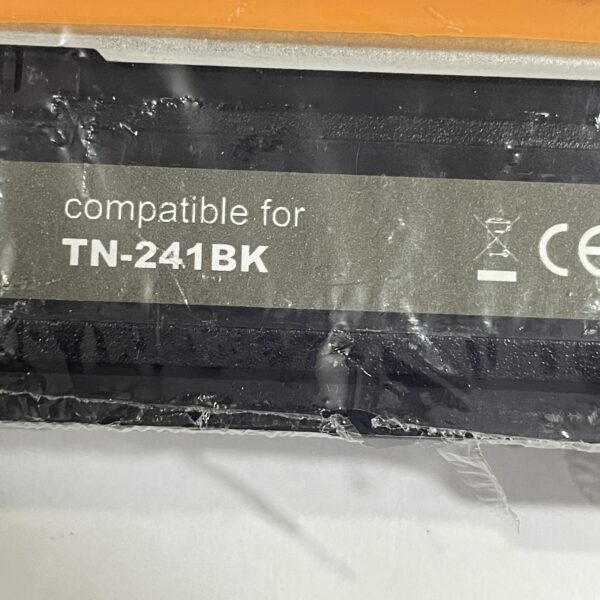 compatible for
TN-241BK
CE